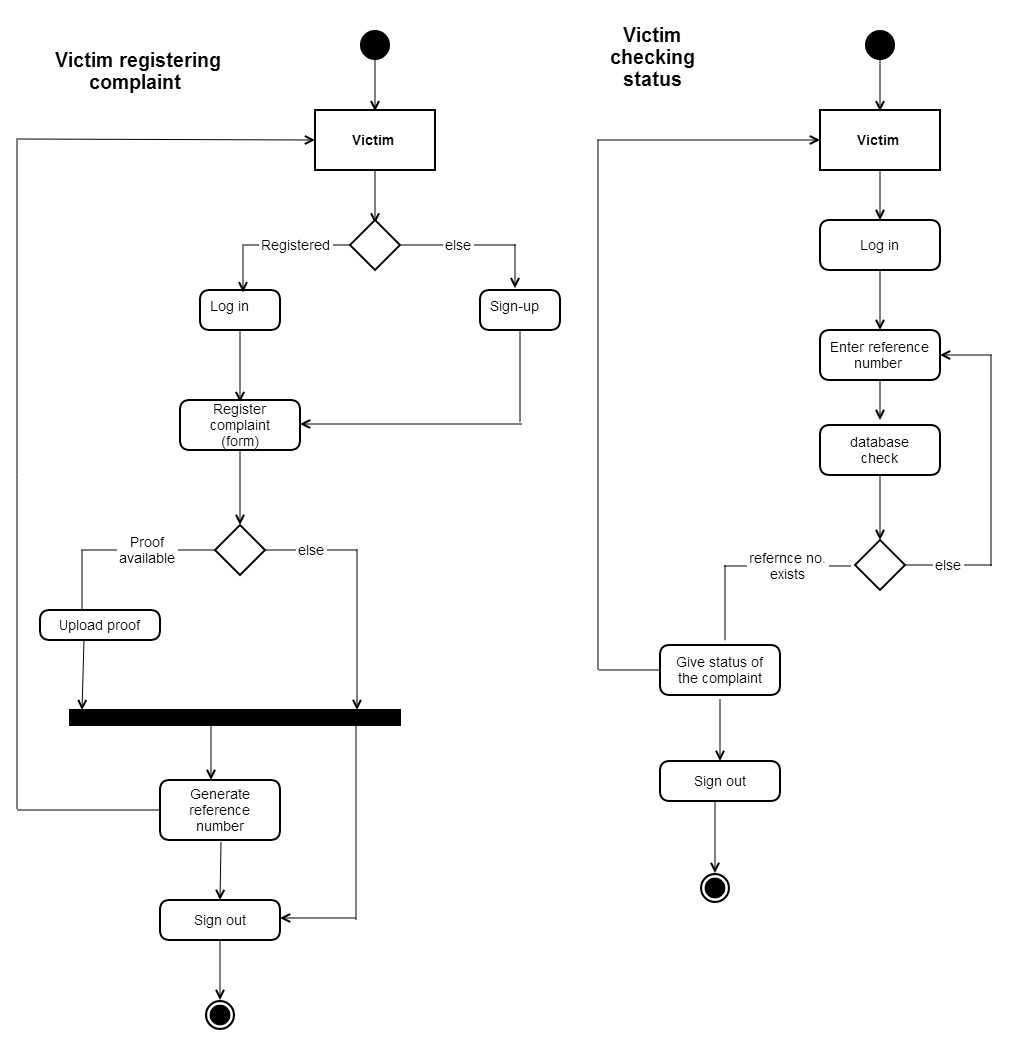 Victim registering
complaint
Victim
Registered
else
Log in
Sign-up
Register
complaint
(form)
Proof
available
else
Upload proof
Generate
reference
number
Sign out
Victim
checking
status
Victim
Log in
Enter reference
number
database
check
refernce no.
exists
else
Give status of
the complaint
Sign out